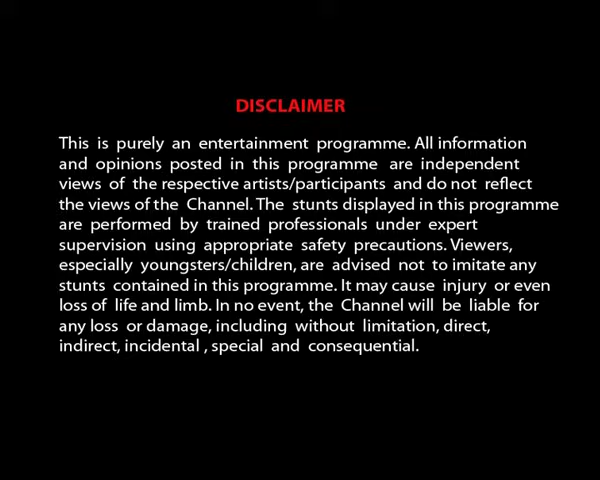 DISCLAIMER
This is purely an entertainment programme. All information
and opinions posted in this programme are independent
views of the respective artists/participants and do not reflect
the views of the Channel. The stunts displayed in this programme
are performed by trained professionals under expert
supervision using appropriate safety precautions. Viewers,
especially youngsters/children, are advised not to imitate any
stunts contained in this programme. It may cause injury or even
loss of life and limb. In no event, the Channel will be liable for
any loss or damage, including without limitation, direct,
indirect, incidental , special and consequential.